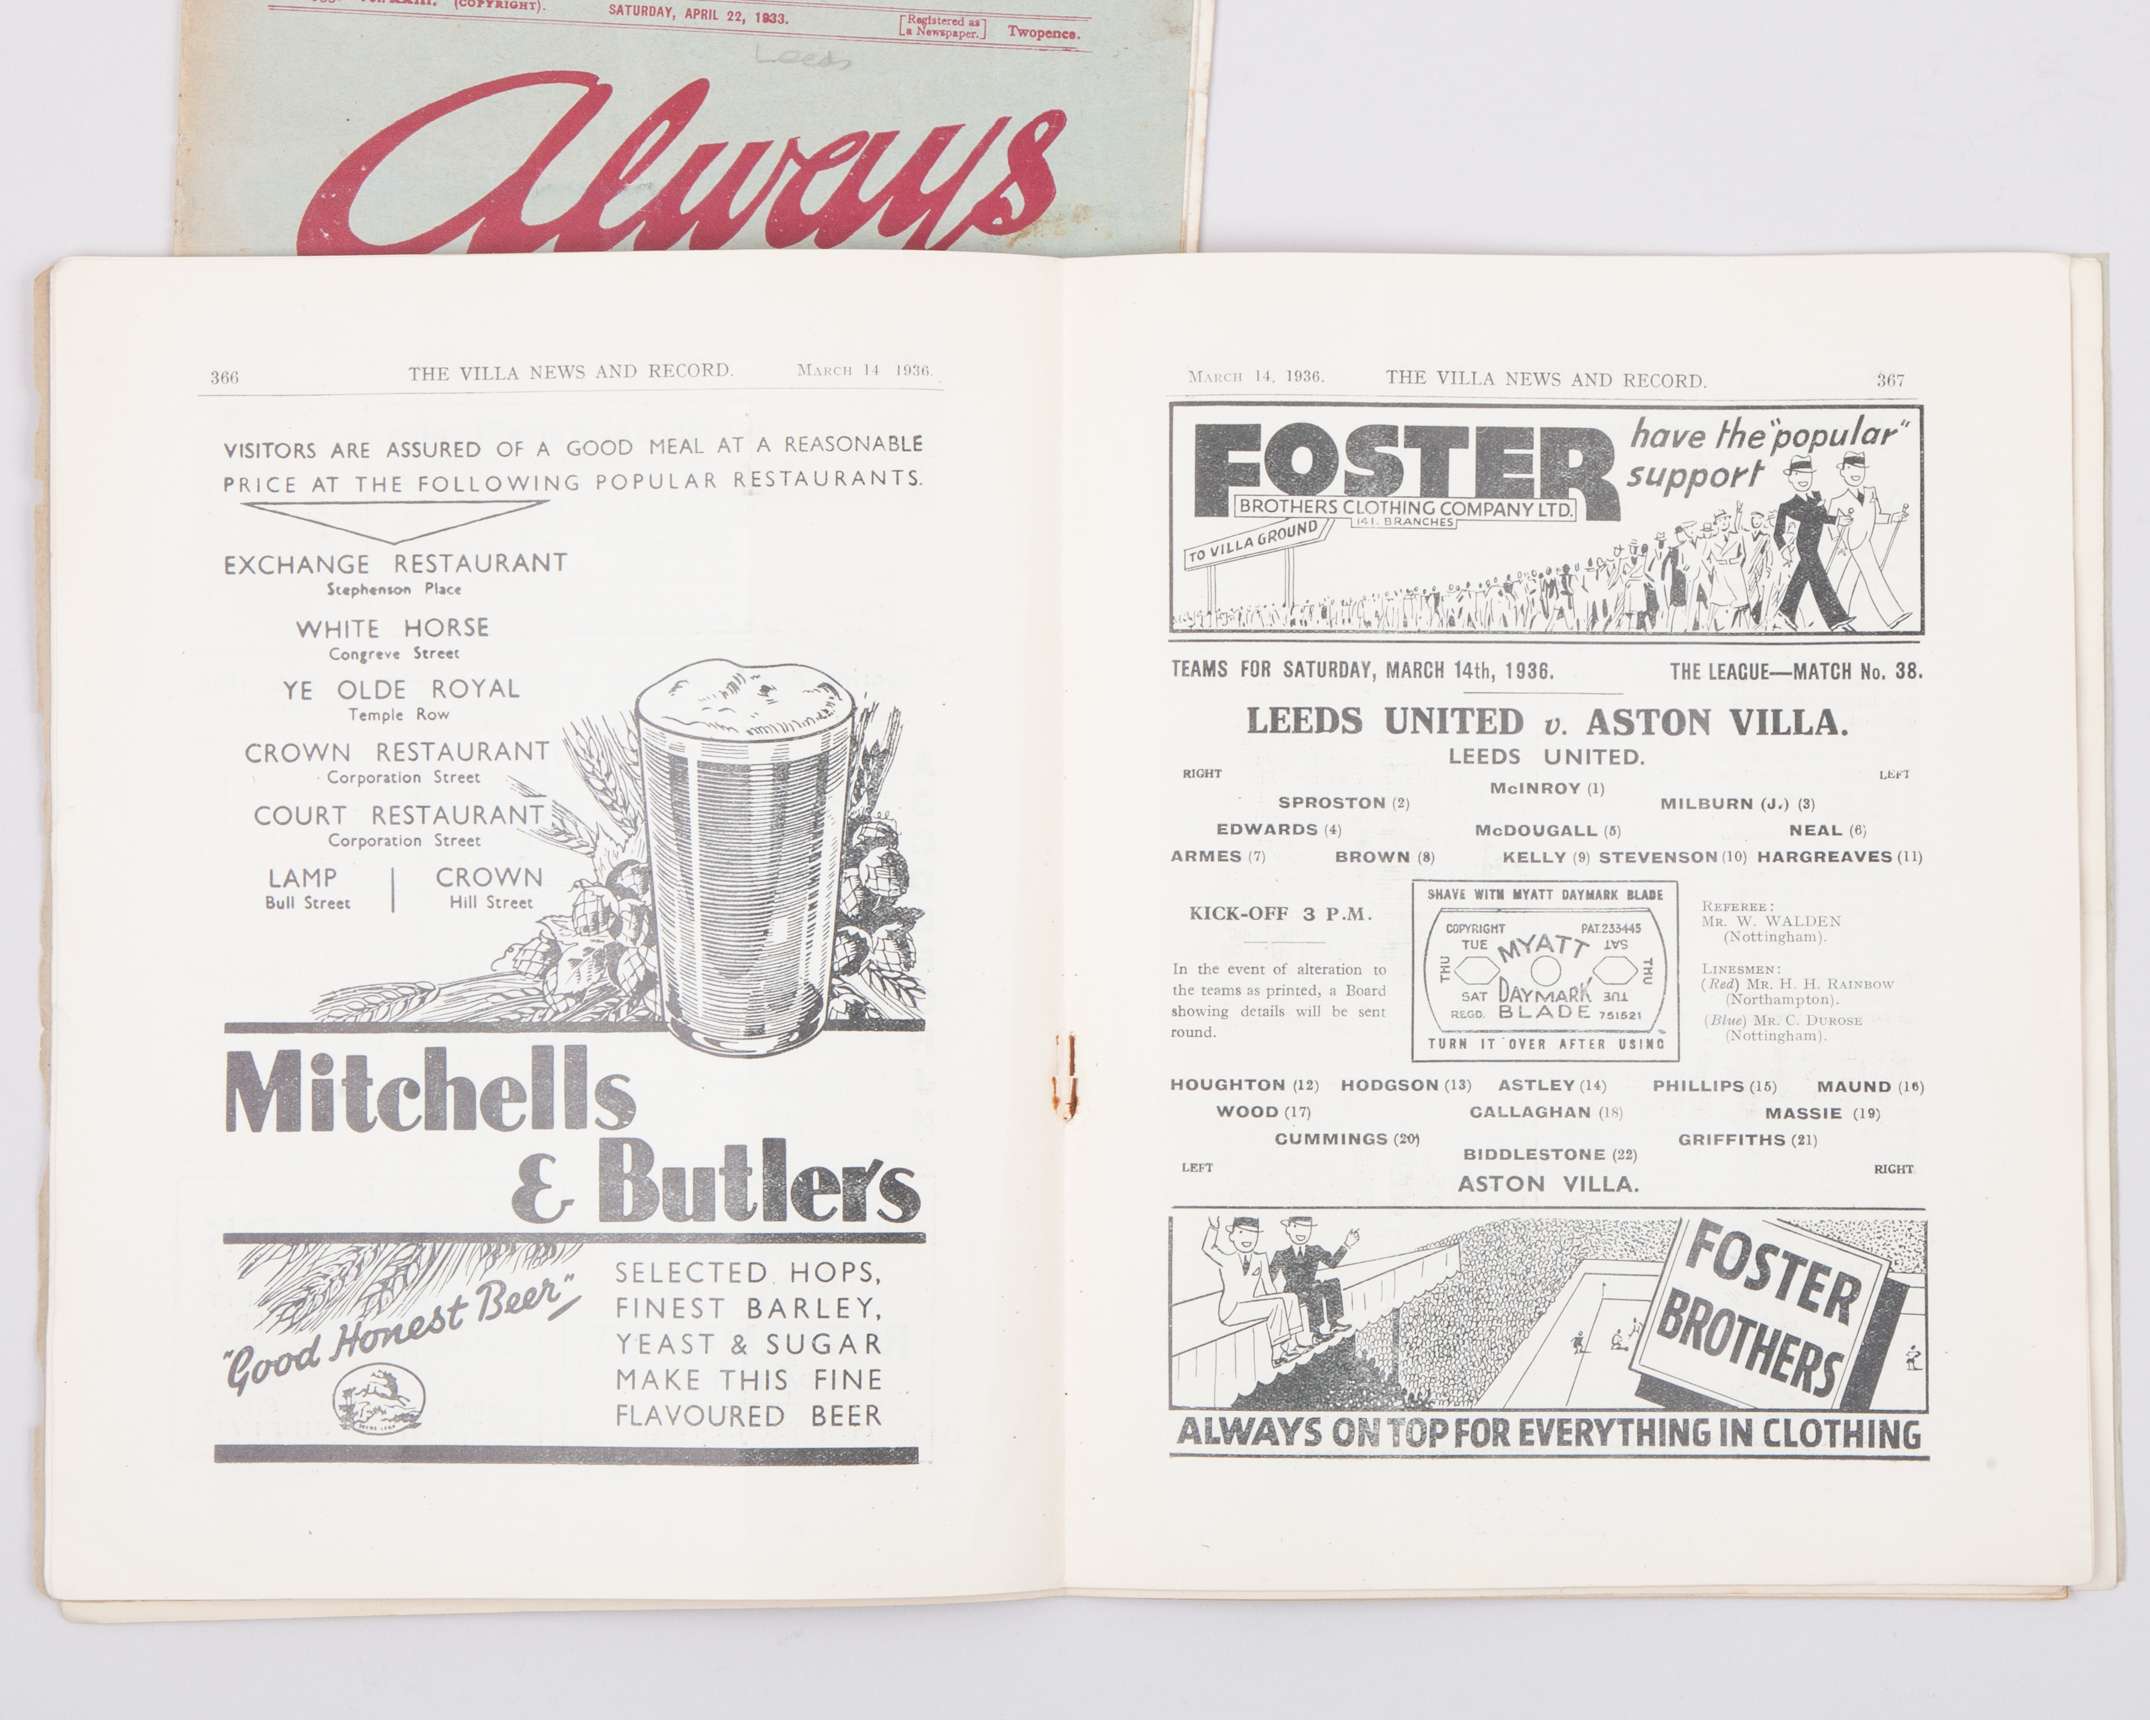 (COPYRIGHT).
SATURDAY, APRIL 22, 1933.
[Registered as
a Newspaper.]
Twopence.
Leeds
Always
366 THE VILLA NEWS AND RECORD. MARCH 14 1936.
VISITORS ARE ASSURED OF A GOOD MEAL AT A REASONABLE
PRICE AT THE FOLLOWING POPULAR RESTAURANTS.
EXCHANGE RESTAURANT
Stephenson Place
WHITE HORSE
Congreve Street
YE OLDE ROYAL
Temple Row
CROWN RESTAURANT
Corporation Street
COURT RESTAURANT
Corporation Street
LAMP CROWN
Bull Street Hill Street
Mitchells
& Butlers
"Good Honest Beer"
SELECTED HOPS,
FINEST BARLEY,
YEAST & SUGAR
MAKE THIS FINE
FLAVOURED BEER
MARCH 14, 1936. THE VILLA NEWS AND RECORD. 367
FOSTER
BROTHERS CLOTHING COMPANY LTD.
141. BRANCHES
have the "popular"
support
TO VILLA GROUND
TEAMS FOR SATURDAY, MARCH 14th, 1936. THE LEAGUE—MATCH No. 38.
LEEDS UNITED v. ASTON VILLA.
LEEDS UNITED.
RIGHT LEFT
McINROY (1)
SPROSTON (2) MILBURN (J.) (3)
EDWARDS (4) McDOUGALL (5) NEAL (6)
ARMES (7) BROWN (8) KELLY (9) STEVENSON (10) HARGREAVES (11)
KICK-OFF 3 P.M.
In the event of alteration to
the teams as printed, a Board
showing details will be sent
round.
SHAVE WITH MYATT DAYMARK BLADE
COPYRIGHT PAT.233445
TUE MYATT SAT
THU THU
SAT DAYMARK TUE
REGD. BLADE 751521
TURN IT OVER AFTER USING
REFEREE:
MR. W. WALDEN
(Nottingham).
LINESMEN:
(Red) MR. H. H. RAINBOW
(Northampton).
(Blue) MR. C. DUROSE
(Nottingham).
HOUGHTON (12) HODGSON (13) ASTLEY (14) PHILLIPS (15) MAUND (16)
WOOD (17) CALLAGHAN (18) MASSIE (19)
CUMMINGS (20) GRIFFITHS (21)
BIDDLESTONE (22)
LEFT RIGHT
ASTON VILLA.
FOSTER
BROTHERS
ALWAYS ON TOP FOR EVERYTHING IN CLOTHING